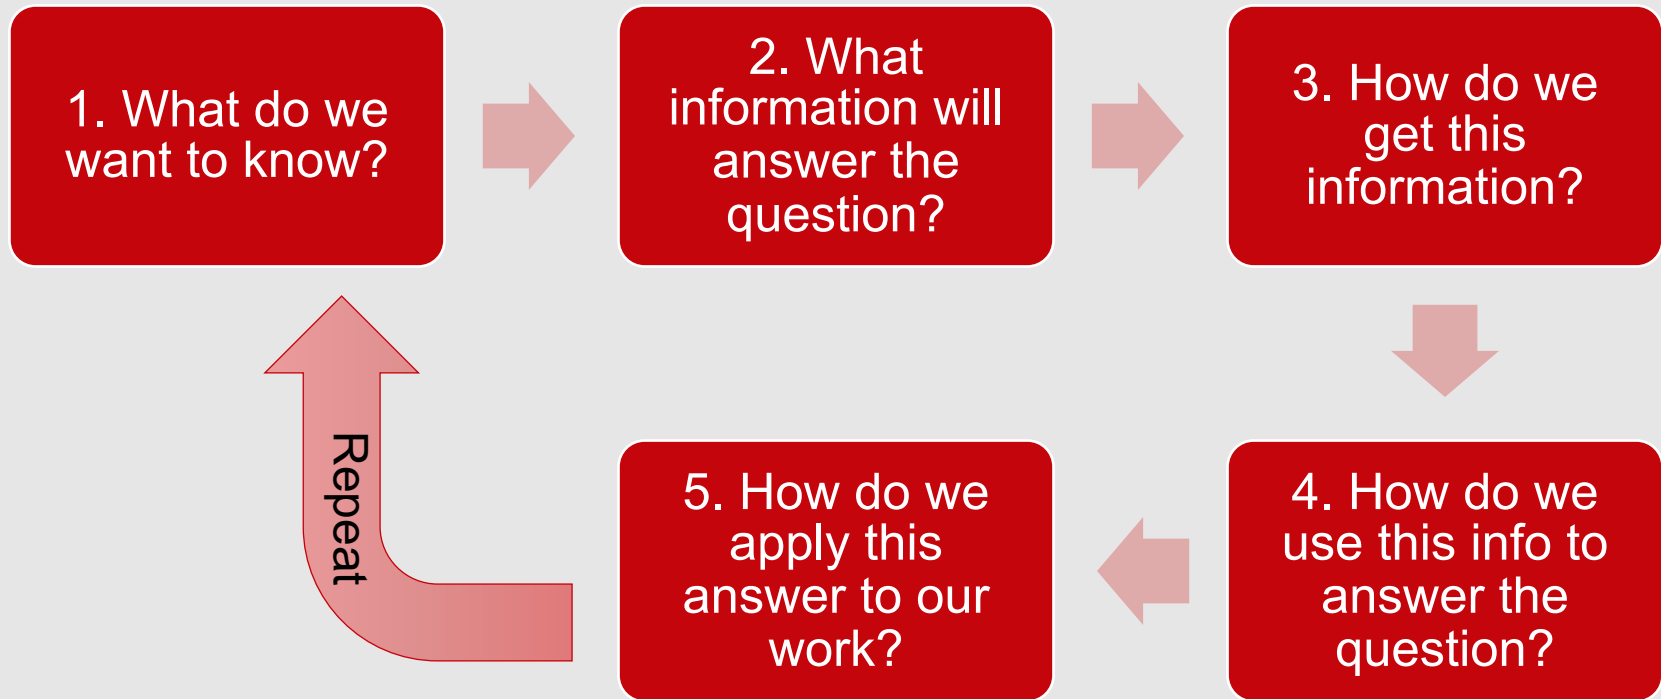 1. What do we
want to know?
2. What
information will
answer the
question?
3. How do we
get this
information?
4. How do we
use this info to
answer the
question?
5. How do we
apply this
answer to our
work?
Repeat